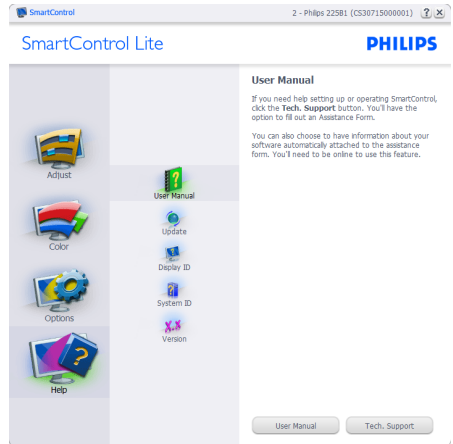 SmartControl
2 - Philips 225B1 (CS30715000001)
?
SmartControl Lite
PHILIPS
Adjust
Color
Options
Help
User Manual
Update
Display ID
System ID
X.X
Version
User Manual
If you need help setting up or operating SmartControl,
click the Tech. Support button. You'll have the
option to fill out an Assistance Form.
You can also choose to have information about your
software automatically attached to the assistance
form. You'll need to be online to use this feature.
User Manual
Tech. Support